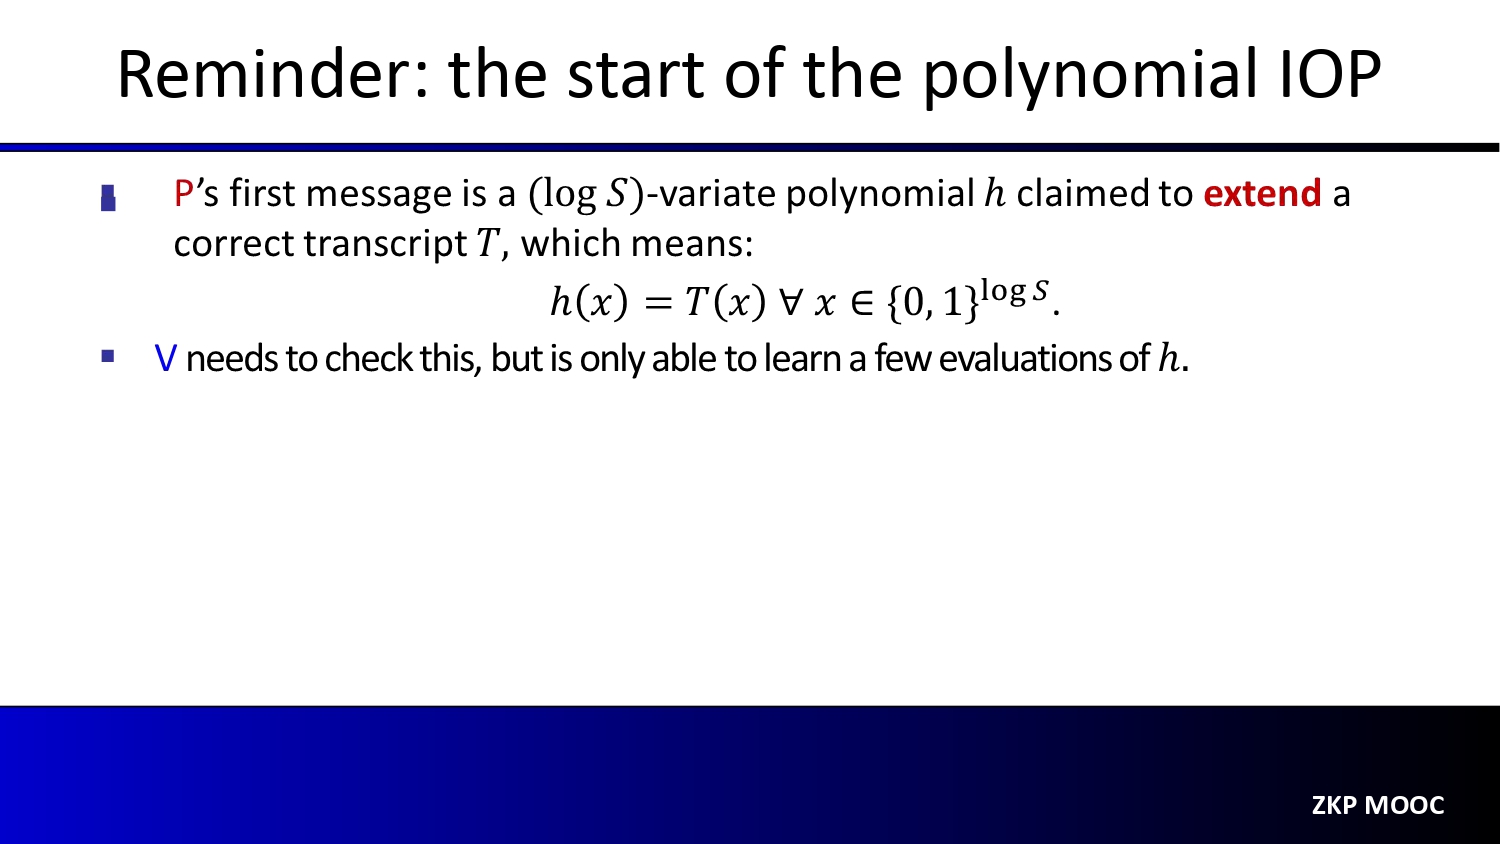 Reminder: the start of the polynomial IOP
P’s first message is a (log 𝑆)-variate polynomial ℎ claimed to extend a
correct transcript 𝑇, which means:
ℎ(𝑥) = 𝑇(𝑥) ∀ 𝑥 ∈ {0, 1}^{log 𝑆}.
V needs to check this, but is only able to learn a few evaluations of ℎ.
ZKP MOOC